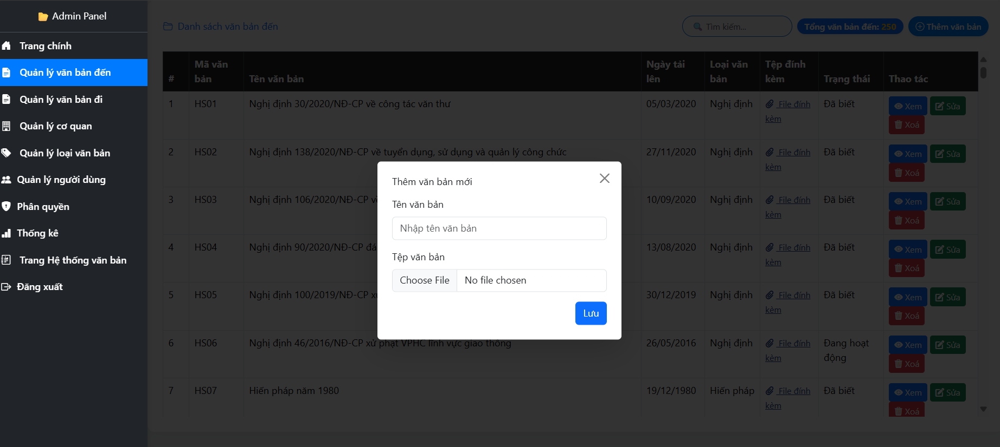 Admin Panel
Trang chính
Quản lý văn bản đến
Quản lý văn bản đi
Quản lý cơ quan
Quản lý loại văn bản
Quản lý người dùng
Phân quyền
Thống kê
Trang Hệ thống văn bản
Đăng xuất
Danh sách văn bản đến
Tìm kiếm...
Tổng văn bản đến: 250
Thêm văn bản
# Mã văn bản Tên văn bản Ngày tải lên Loại văn bản Tệp đính kèm Trạng thái Thao tác
1 HS01 Nghị định 30/2020/NĐ-CP về công tác văn thư 05/03/2020 Nghị định File đính kèm Đã biết Xem Sửa Xoá
2 HS02 Nghị định 138/2020/NĐ-CP về tuyển dụng, sử dụng và quản lý công chức 27/11/2020 Nghị định File đính kèm Đã biết Xem Sửa Xoá
3 HS03 Nghị định 106/2020/NĐ-CP 10/09/2020 Nghị định File đính kèm Đã biết Xem Sửa Xoá
4 HS04 Nghị định 90/2020/NĐ-CP 13/08/2020 Nghị định File đính kèm Đã biết Xem Sửa Xoá
5 HS05 Nghị định 100/2019/NĐ-CP 30/12/2019 Nghị định File đính kèm Đã biết Xem Sửa Xoá
6 HS06 Nghị định 46/2016/NĐ-CP xử phạt VPHC lĩnh vực giao thông 26/05/2016 Nghị định File đính kèm Đang hoạt động Xem Sửa Xoá
7 HS07 Hiến pháp năm 1980 19/12/1980 Hiến pháp File đính kèm Đã biết Xem Sửa Xoá
Thêm văn bản mới
Tên văn bản
Nhập tên văn bản
Tệp văn bản
Choose File No file chosen
Lưu